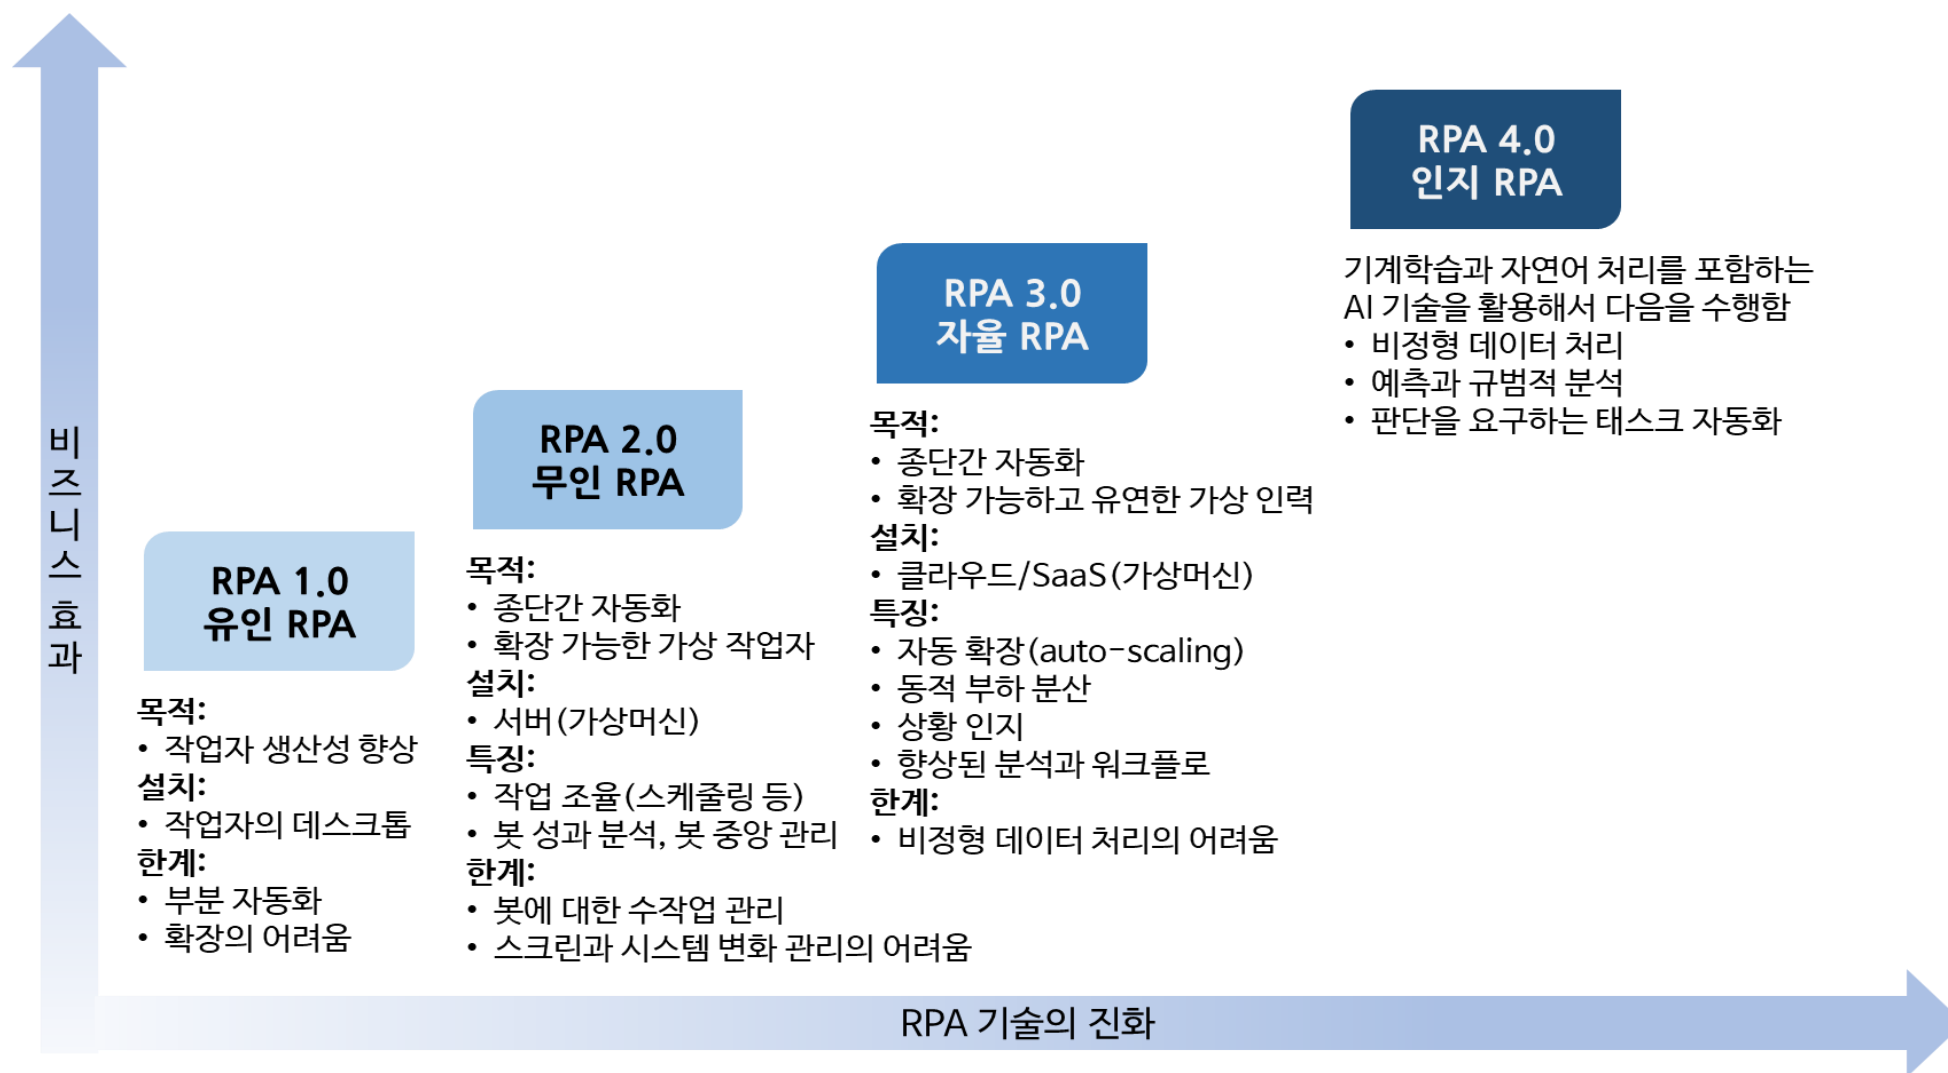 비즈니스 효과
RPA 1.0
유인 RPA
목적:
• 작업자 생산성 향상
설치:
• 작업자의 데스크톱
한계:
• 부분 자동화
• 확장의 어려움
RPA 2.0
무인 RPA
목적:
• 종단간 자동화
• 확장 가능한 가상 작업자
설치:
• 서버(가상머신)
특징:
• 작업 조율(스케줄링 등)
• 봇 성과 분석, 봇 중앙 관리
한계:
• 봇에 대한 수작업 관리
• 스크린과 시스템 변화 관리의 어려움
RPA 3.0
자율 RPA
목적:
• 종단간 자동화
• 확장 가능하고 유연한 가상 인력
설치:
• 클라우드/SaaS(가상머신)
특징:
• 자동 확장(auto-scaling)
• 동적 부하 분산
• 상황 인지
• 향상된 분석과 워크플로
한계:
• 비정형 데이터 처리의 어려움
RPA 4.0
인지 RPA
기계학습과 자연어 처리를 포함하는
AI 기술을 활용해서 다음을 수행함
• 비정형 데이터 처리
• 예측과 규범적 분석
• 판단을 요구하는 태스크 자동화
RPA 기술의 진화